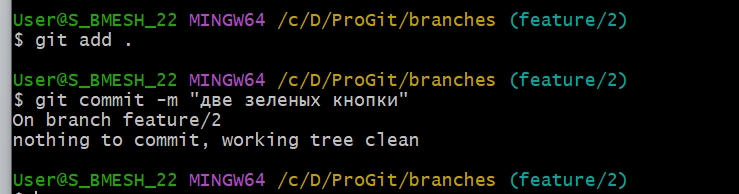 User@S_BMESH_22 MINGW64 /c/D/ProGit/branches (feature/2)
$ git add .
User@S_BMESH_22 MINGW64 /c/D/ProGit/branches (feature/2)
$ git commit -m "две зеленых кнопки"
On branch feature/2
nothing to commit, working tree clean
User@S_BMESH_22 MINGW64 /c/D/ProGit/branches (feature/2)